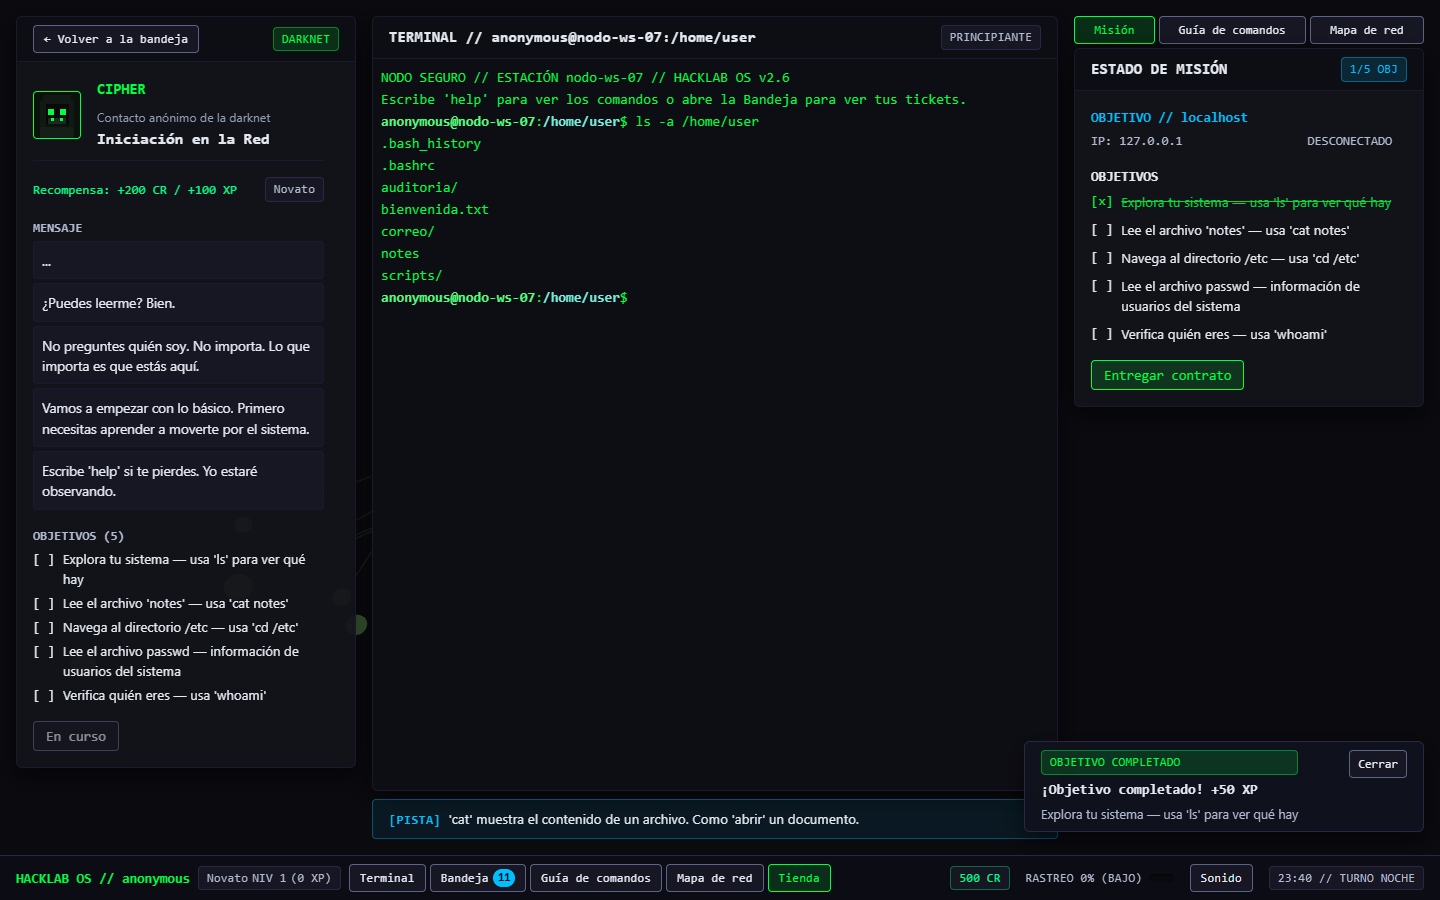 ← Volver a la bandeja
DARKNET
CIPHER
Contacto anónimo de la darknet
Iniciación en la Red
Recompensa: +200 CR / +100 XP
Novato
MENSAJE
...
¿Puedes leerme? Bien.
No preguntes quién soy. No importa. Lo que
importa es que estás aquí.
Vamos a empezar con lo básico. Primero
necesitas aprender a moverte por el sistema.
Escribe 'help' si te pierdes. Yo estaré
observando.
OBJETIVOS (5)
[ ] Explora tu sistema — usa 'ls' para ver qué
hay
[ ] Lee el archivo 'notes' — usa 'cat notes'
[ ] Navega al directorio /etc — usa 'cd /etc'
[ ] Lee el archivo passwd — información de
usuarios del sistema
[ ] Verifica quién eres — usa 'whoami'
En curso
TERMINAL // anonymous@nodo-ws-07:/home/user
PRINCIPIANTE
NODO SEGURO // ESTACIÓN nodo-ws-07 // HACKLAB OS v2.6
Escribe 'help' para ver los comandos o abre la Bandeja para ver tus tickets.
anonymous@nodo-ws-07:/home/user$ ls -a /home/user
.bash_history
.bashrc
auditoria/
bienvenida.txt
correo/
notes
scripts/
anonymous@nodo-ws-07:/home/user$
[PISTA] 'cat' muestra el contenido de un archivo. Como 'abrir' un documento.
Misión
Guía de comandos
Mapa de red
ESTADO DE MISIÓN
1/5 OBJ
OBJETIVO // localhost
IP: 127.0.0.1
DESCONECTADO
OBJETIVOS
[x] Explora tu sistema — usa 'ls' para ver qué hay
[ ] Lee el archivo 'notes' — usa 'cat notes'
[ ] Navega al directorio /etc — usa 'cd /etc'
[ ] Lee el archivo passwd — información de
usuarios del sistema
[ ] Verifica quién eres — usa 'whoami'
Entregar contrato
OBJETIVO COMPLETADO
Cerrar
¡Objetivo completado! +50 XP
Explora tu sistema — usa 'ls' para ver qué hay
HACKLAB OS // anonymous
Novato NIV 1 (0 XP)
Terminal
Bandeja 11
Guía de comandos
Mapa de red
Tienda
500 CR
RASTREO 0% (BAJO)
Sonido
23:40 // TURNO NOCHE